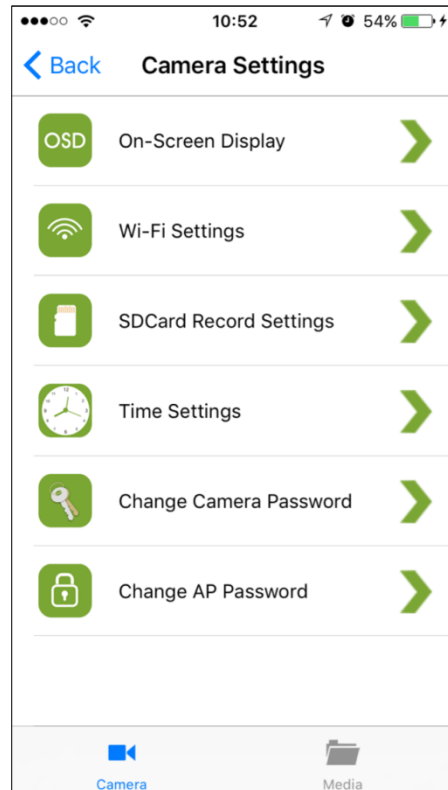 10:52 54%
Back Camera Settings
OSD On-Screen Display
Wi-Fi Settings
SDCard Record Settings
Time Settings
Change Camera Password
Change AP Password
Camera Media